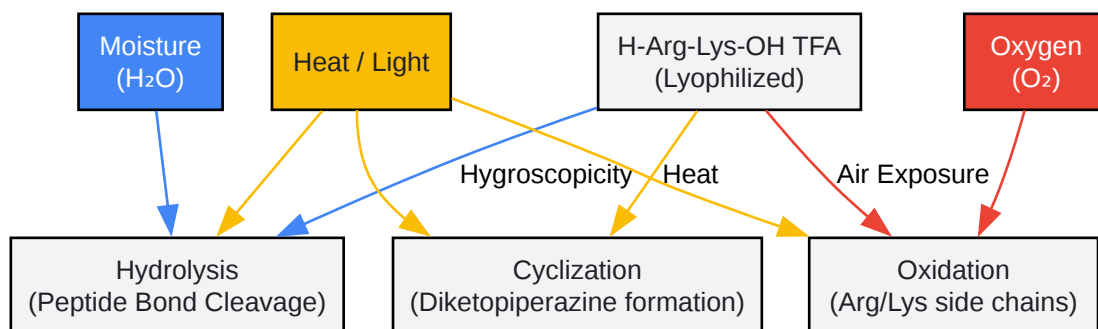 Moisture
(H₂O)
Heat / Light
H-Arg-Lys-OH TFA
(Lyophilized)
Oxygen
(O₂)
Hygroscopicity
Heat
Air Exposure
Hydrolysis
(Peptide Bond Cleavage)
Cyclization
(Diketopiperazine formation)
Oxidation
(Arg/Lys side chains)